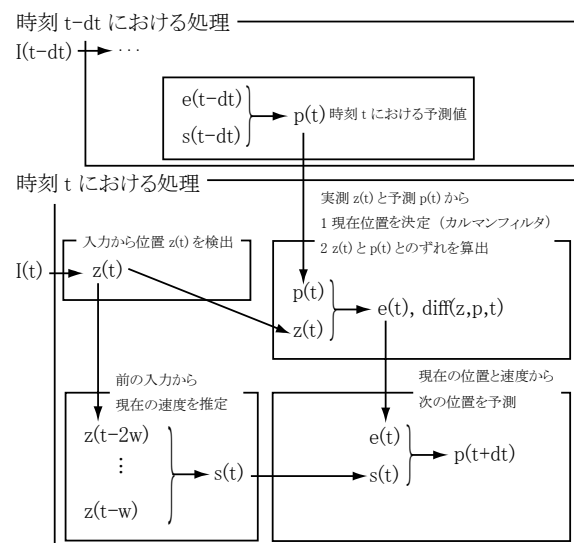 時刻 t-dt における処理
I(t-dt) ···
e(t-dt)
s(t-dt)
p(t) 時刻 t における予測値
時刻 t における処理
実測 z(t) と予測 p(t) から
1 現在位置を決定（カルマンフィルタ）
2 z(t) と p(t) とのずれを算出
入力から位置 z(t) を検出
I(t)
z(t)
p(t)
z(t)
e(t), diff(z,p,t)
前の入力から
現在の速度を推定
z(t-2w)
⋮
z(t-w)
s(t)
現在の位置と速度から
次の位置を予測
e(t)
s(t)
p(t+dt)